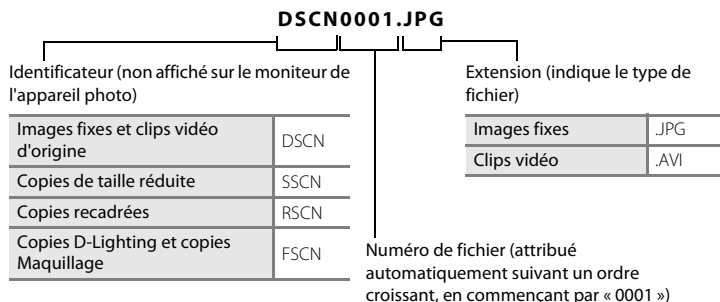 DSCN0001.JPG
Identificateur (non affiché sur le moniteur de
l'appareil photo)
Images fixes et clips vidéo
d'origine
DSCN
Copies de taille réduite
SSCN
Copies recadrées
RSCN
Copies D-Lighting et copies
Maquillage
FSCN
Extension (indique le type de
fichier)
Images fixes
.JPG
Clips vidéo
.AVI
Numéro de fichier (attribué
automatiquement suivant un ordre
croissant, en commençant par « 0001 »)